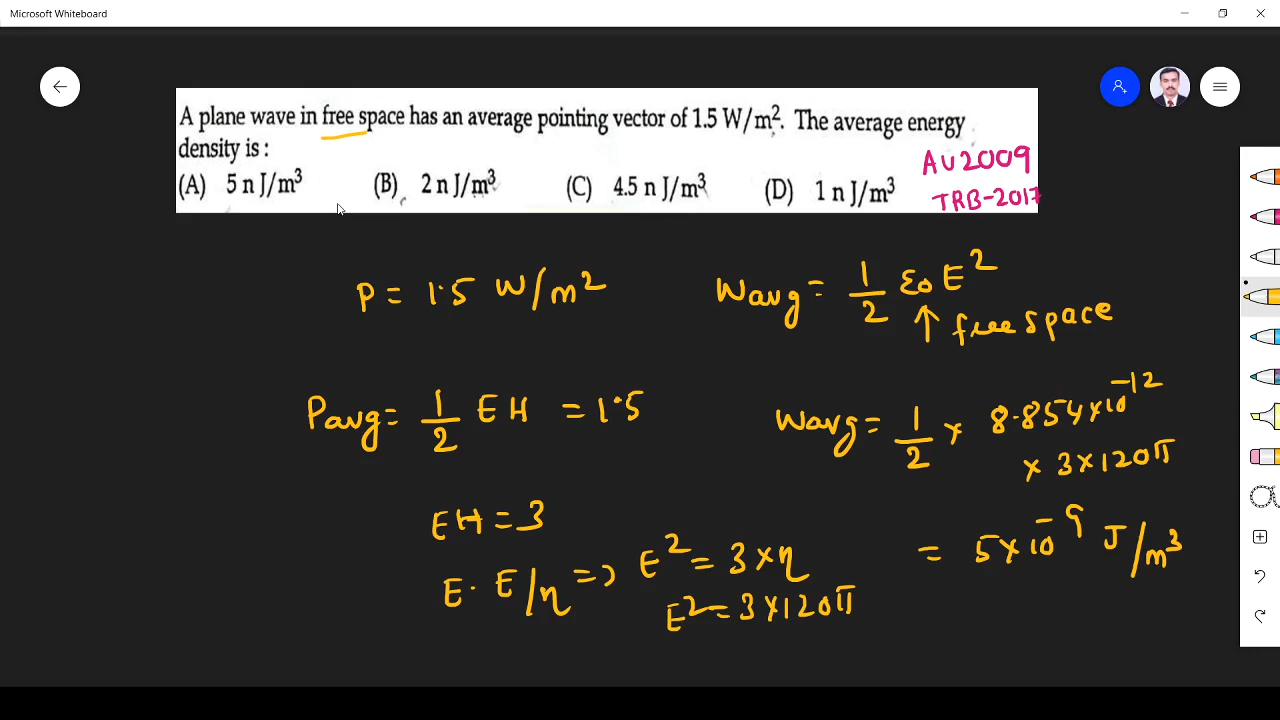 Microsoft Whiteboard
A plane wave in free space has an average pointing vector of 1.5 W/m². The average energy
density is :
(A) 5 n J/m³ (B) 2 n J/m³ (C) 4.5 n J/m³ (D) 1 n J/m³
AU2009
TRB-2017
P = 1.5 W/m²
Wavg = 1/2 ε₀ E²
↑ free space
Pavg = 1/2 EH = 1.5
Wavg = 1/2 × 8.854×10⁻¹²
× 3×120π
EH = 3
= 5×10⁻⁹ J/m³
E. E/η => E² = 3×η
E² = 3×120π